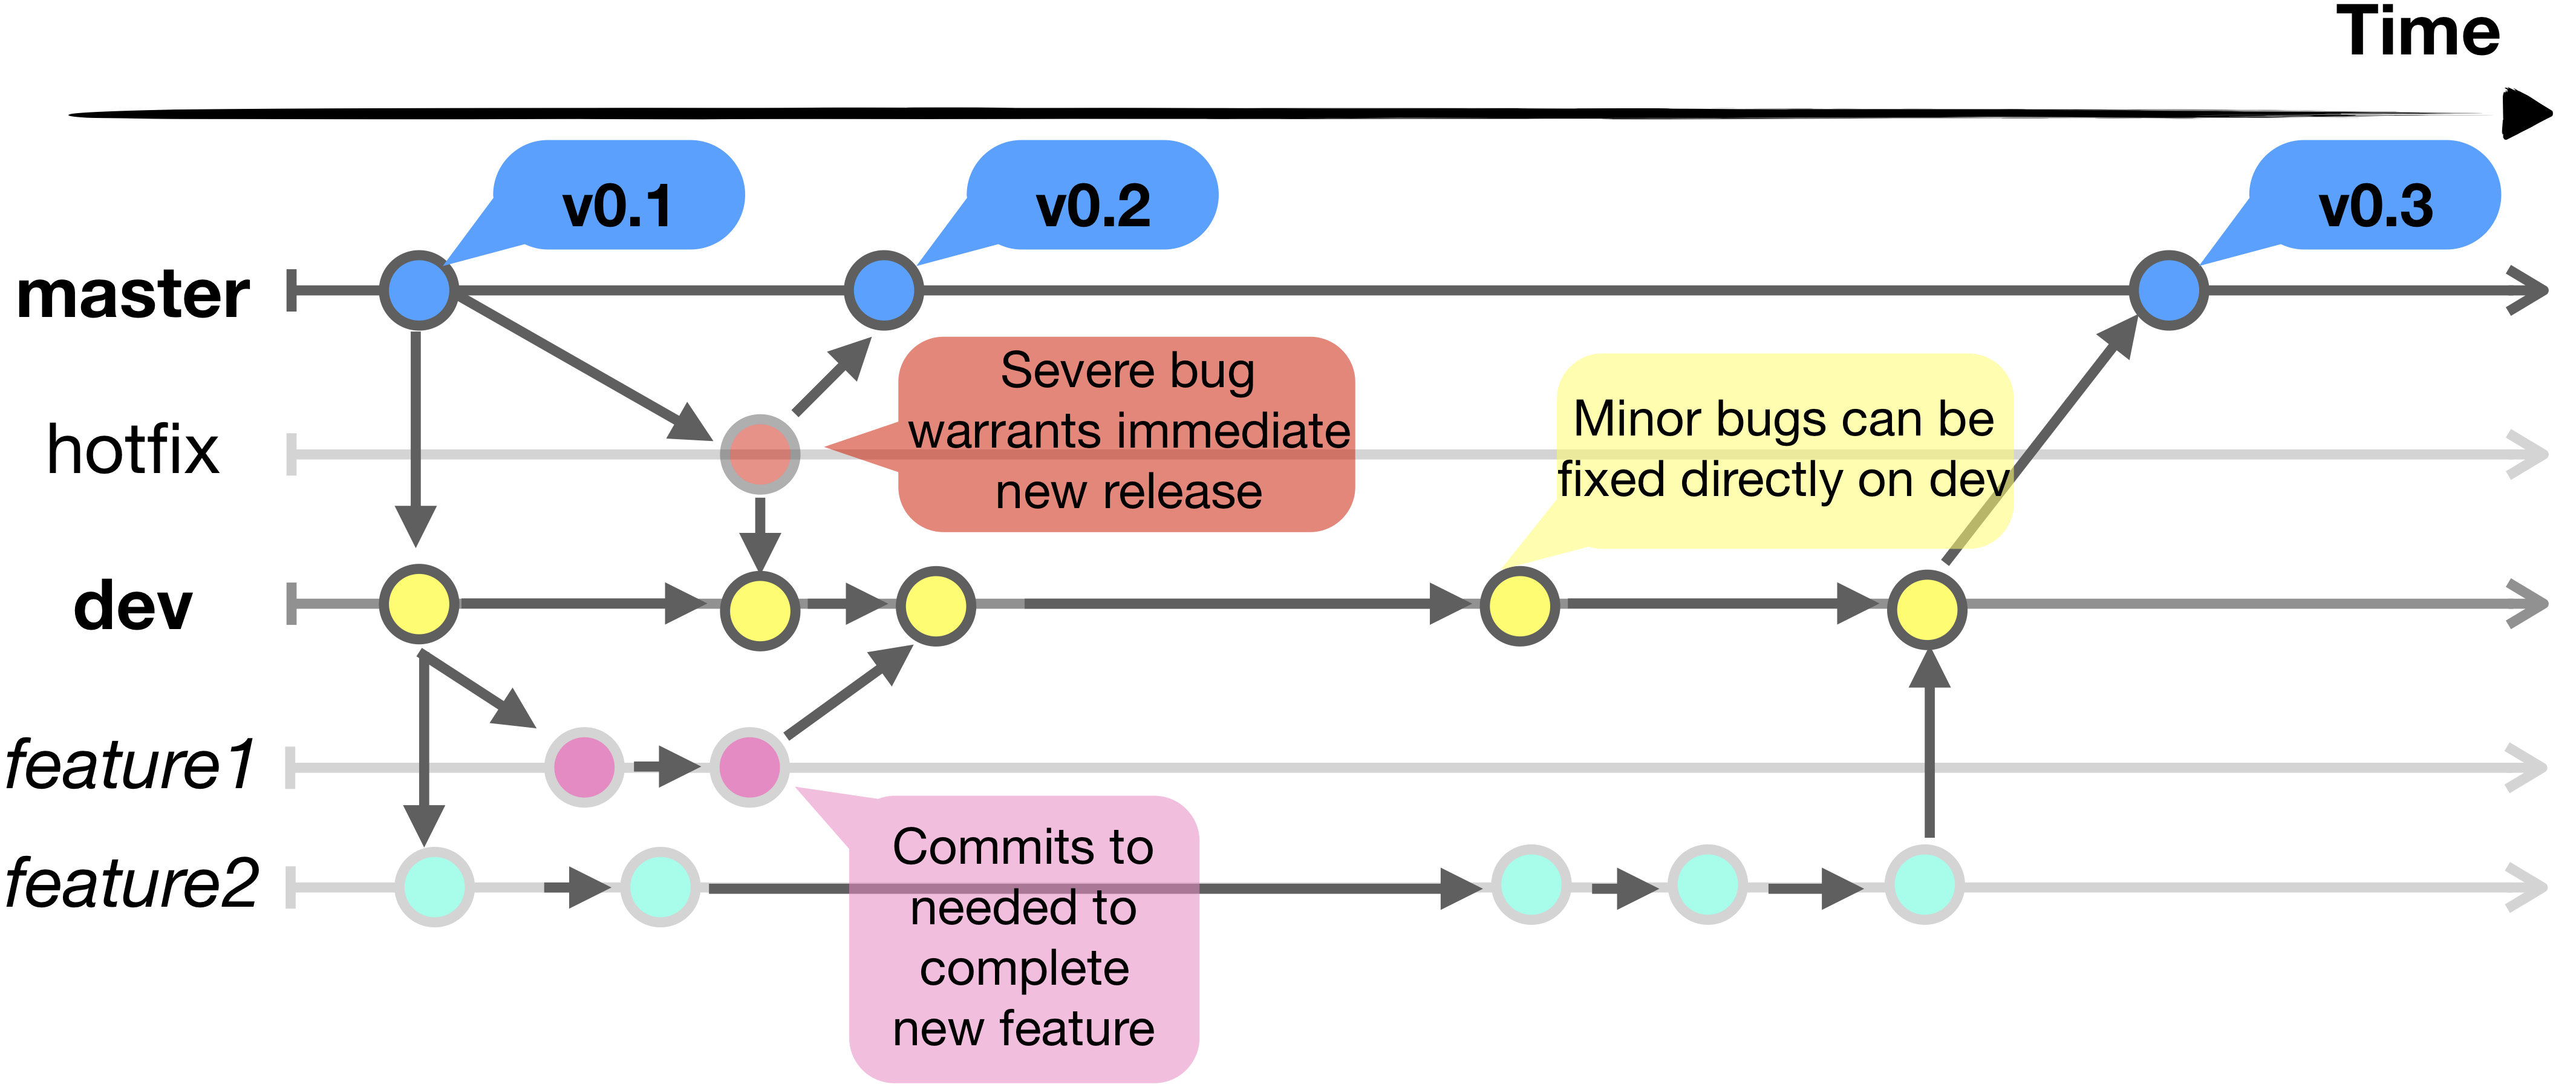 Time
v0.1
v0.2
v0.3
master
Severe bug
warrants immediate
new release
Minor bugs can be
fixed directly on dev
hotfix
dev
feature1
Commits to
needed to
complete
new feature
feature2